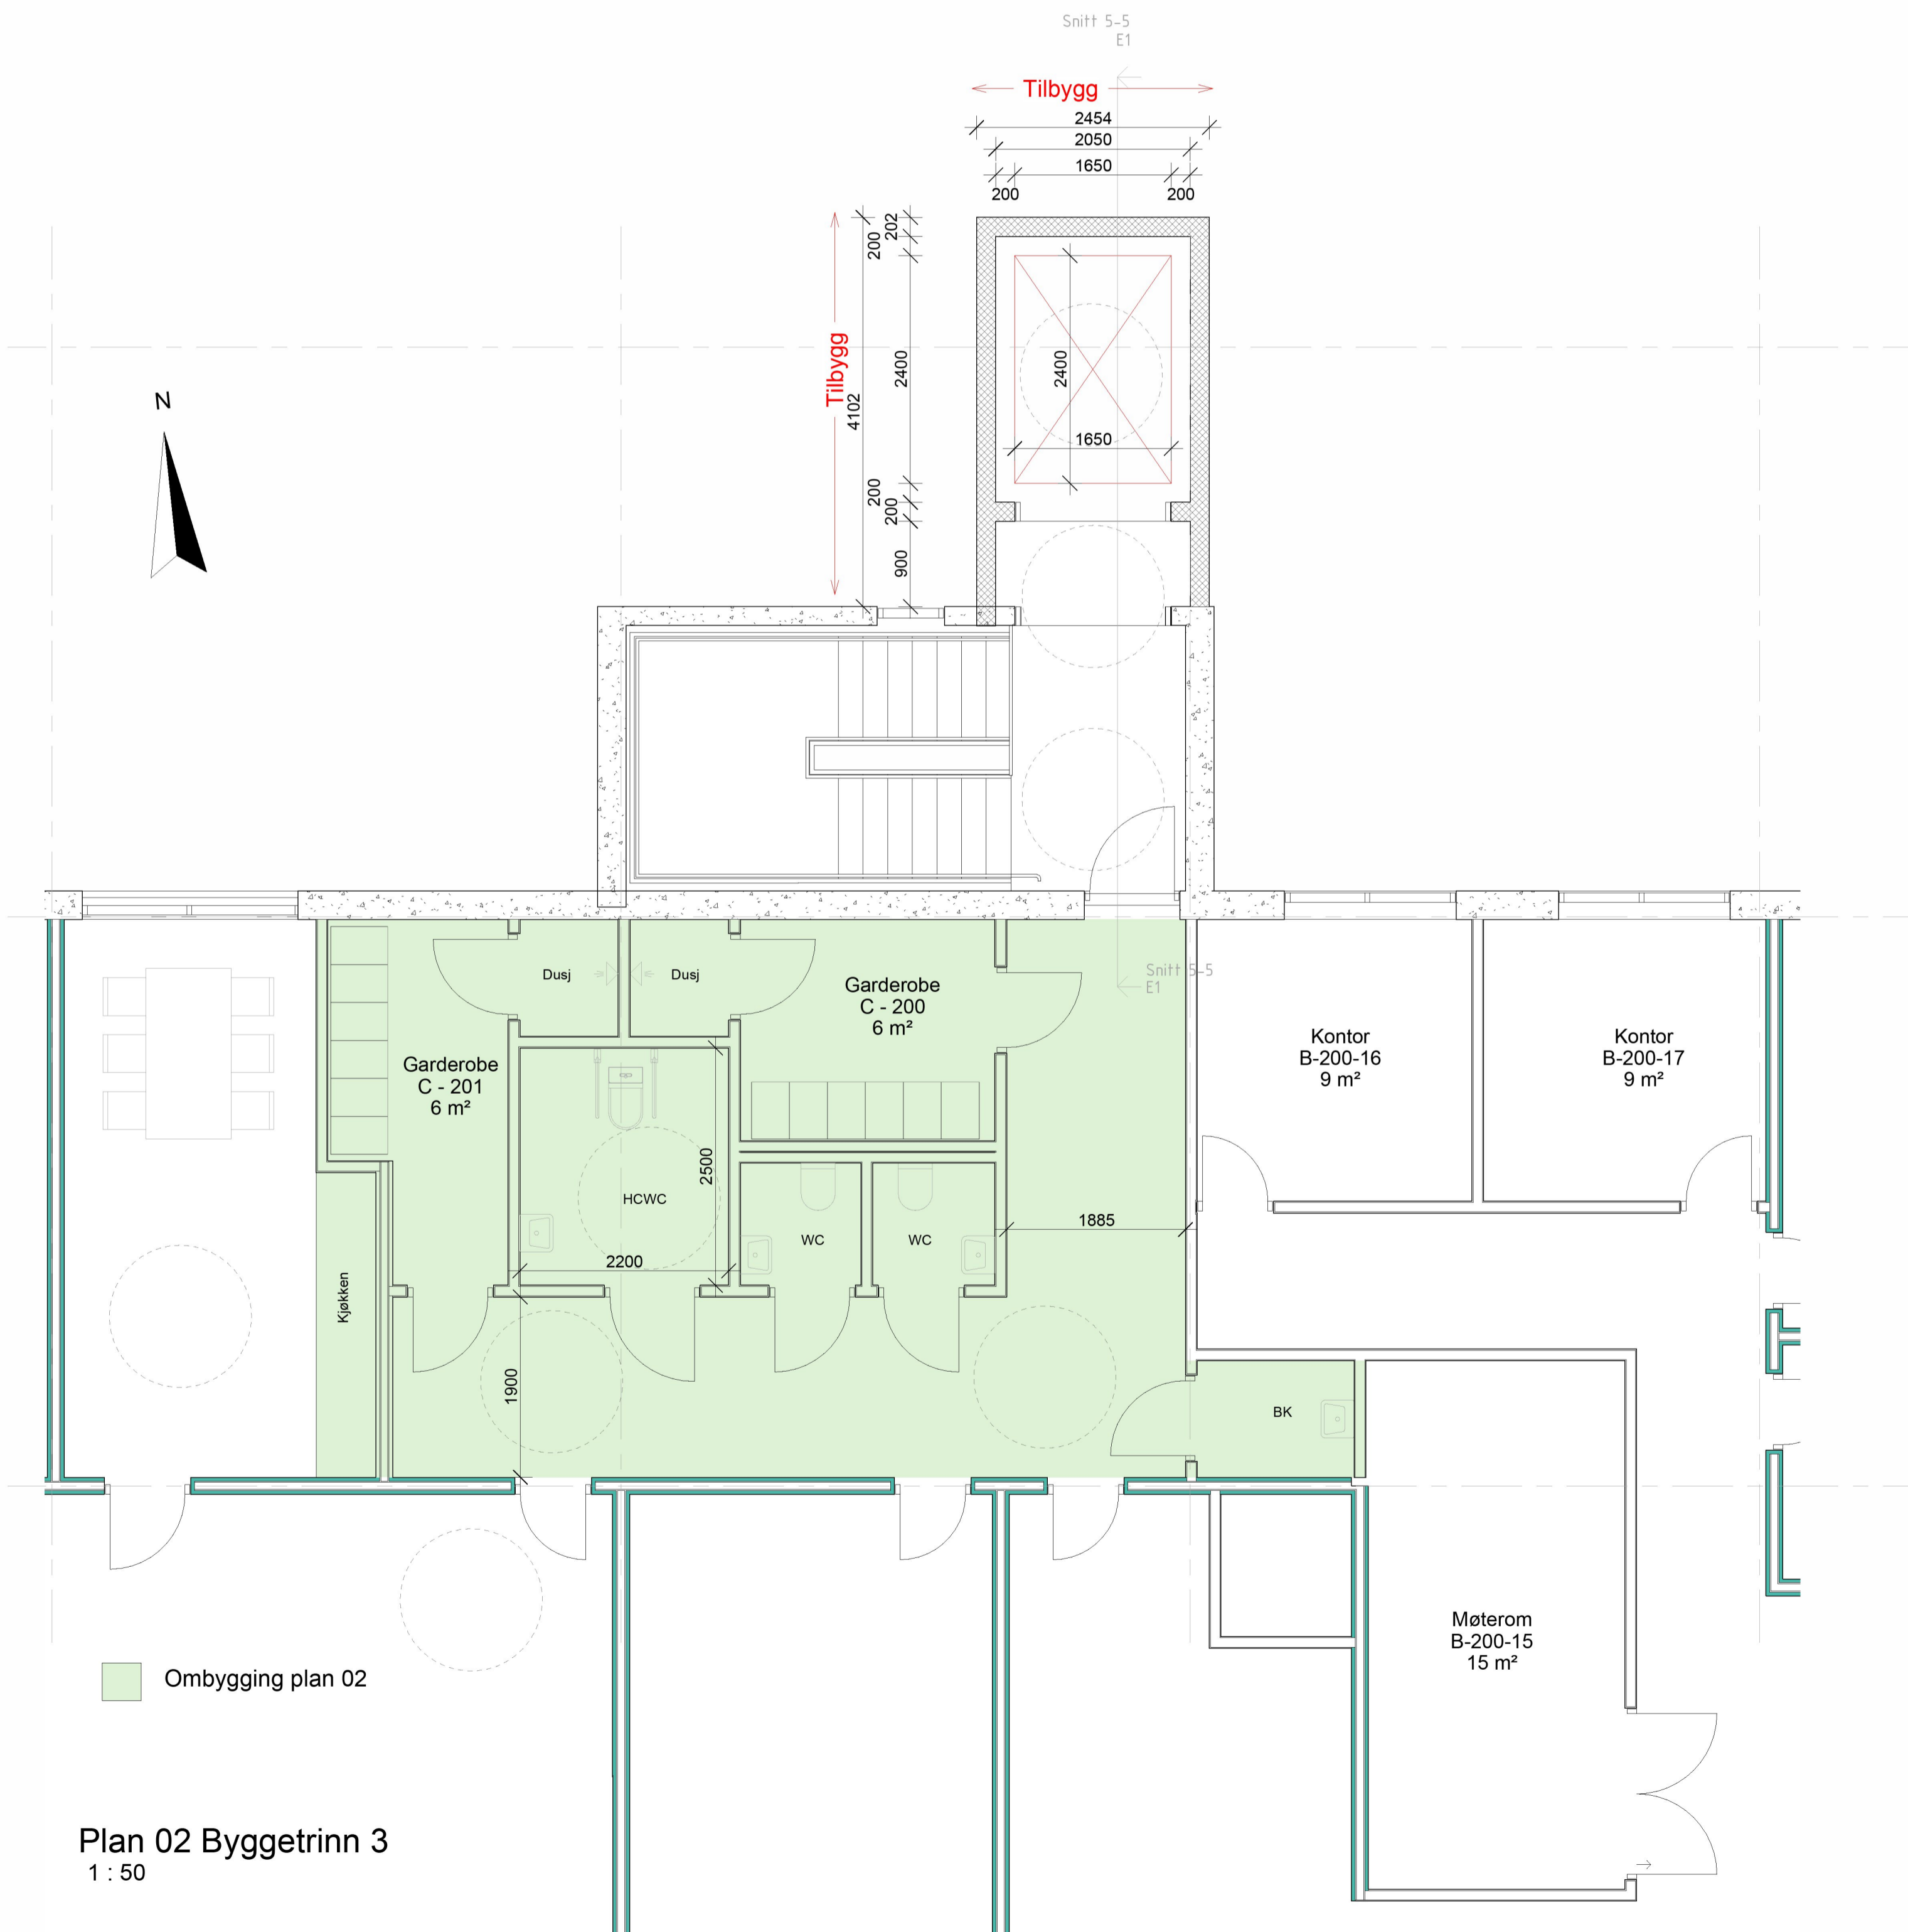 Snitt 5-5
E1
Tilbygg
2454
2050
1650
200
200
202
200
Tilbygg
2400
4102
2400
1650
200
200
900
N
Snitt 5-5
E1
Dusj
Dusj
Garderobe
C - 200
6 m²
Garderobe
C - 201
6 m²
Kontor
B-200-16
9 m²
Kontor
B-200-17
9 m²
2500
HCWC
WC
WC
1885
2200
Kjøkken
1900
BK
Møterom
B-200-15
15 m²
Ombygging plan 02
Plan 02 Byggetrinn 3
1 : 50